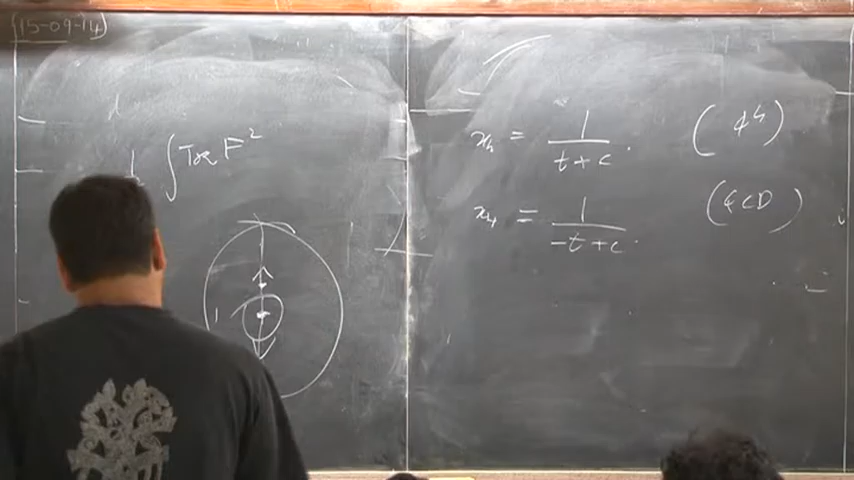 15-09-14
∫ Tr F²
x₄ = 1/(t+c). (φ⁴)
x₄ = 1/(-t+c). (QCD)